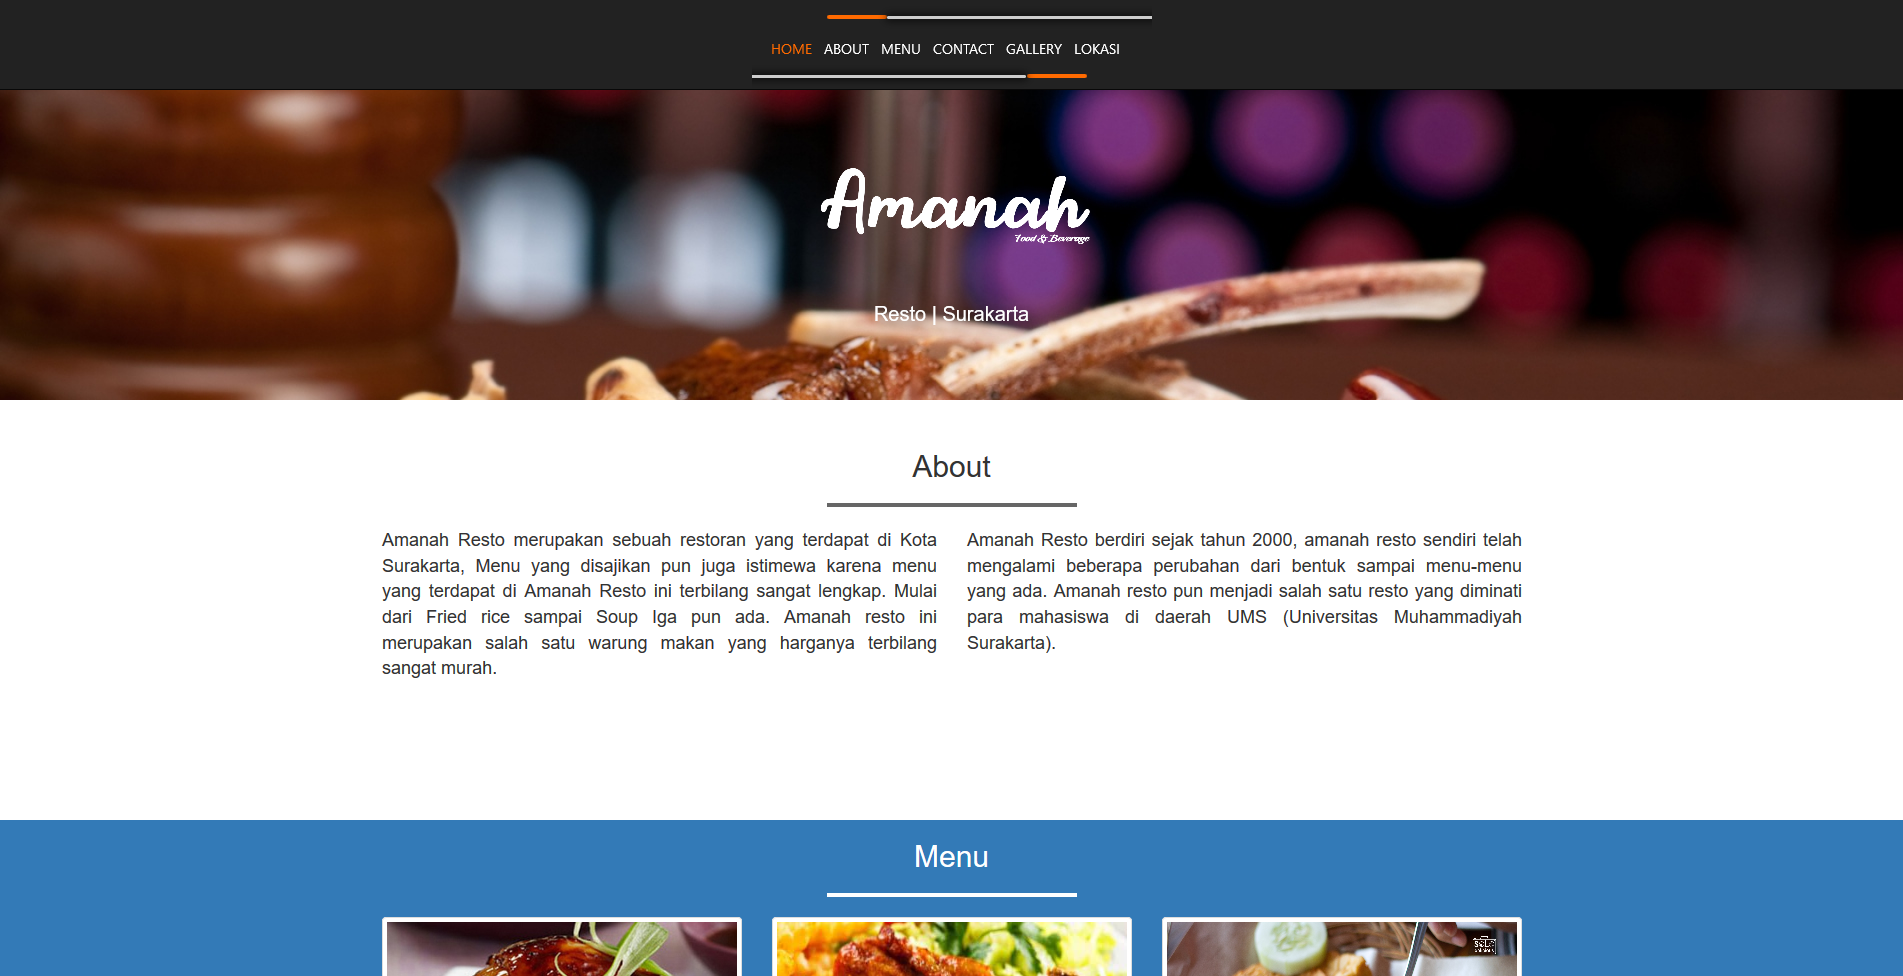 HOME ABOUT MENU CONTACT GALLERY LOKASI
Amanah
Food & Beverage
Resto | Surakarta
About
Amanah Resto merupakan sebuah restoran yang terdapat di Kota
Surakarta, Menu yang disajikan pun juga istimewa karena menu
yang terdapat di Amanah Resto ini terbilang sangat lengkap. Mulai
dari Fried rice sampai Soup Iga pun ada. Amanah resto ini
merupakan salah satu warung makan yang harganya terbilang
sangat murah.
Amanah Resto berdiri sejak tahun 2000, amanah resto sendiri telah
mengalami beberapa perubahan dari bentuk sampai menu-menu
yang ada. Amanah resto pun menjadi salah satu resto yang diminati
para mahasiswa di daerah UMS (Universitas Muhammadiyah
Surakarta).
Menu